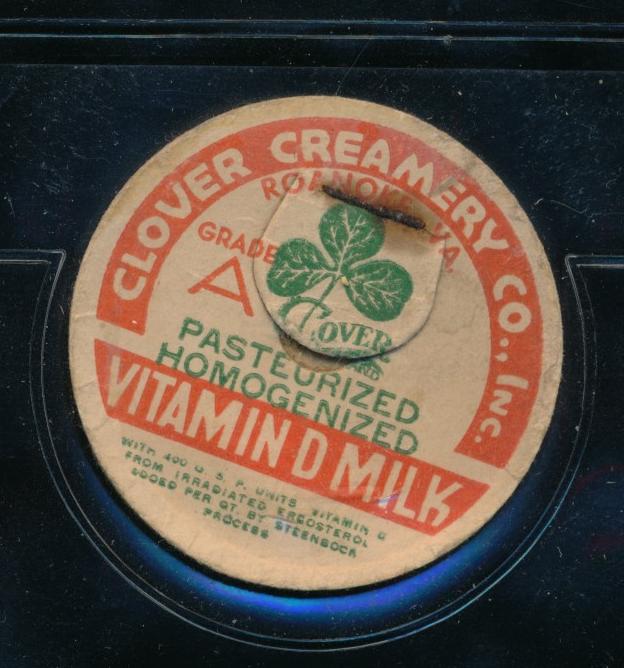 CLOVER CREAMERY CO., INC.
ROANOKE, VA.
GRADE
A
CLOVER
PASTEURIZED
HOMOGENIZED
VITAMIN D MILK
WITH 400 U. S. P. UNITS VITAMIN D
FROM IRRADIATED ERGOSTEROL
ADDED PER QT. BY STEENBOCK
PROCESS